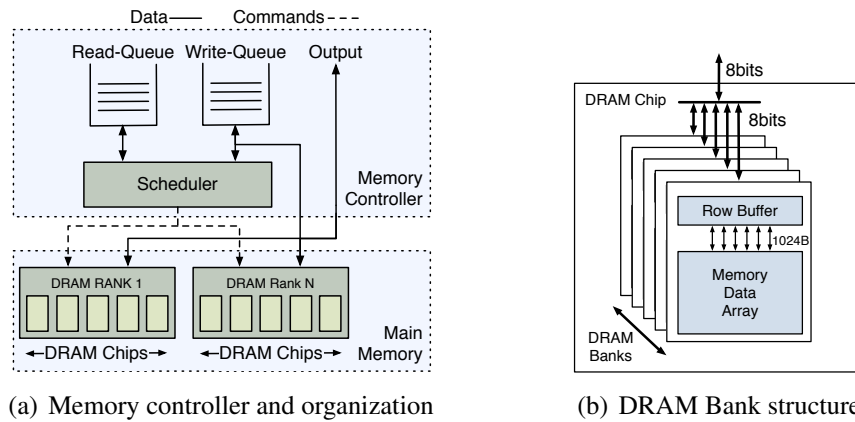 Data Commands
Read-Queue Write-Queue Output
Scheduler
Memory
Controller
DRAM RANK 1 DRAM Rank N
DRAM Chips DRAM Chips
Main
Memory
(a) Memory controller and organization
8bits
DRAM Chip
8bits
Row Buffer
1024B
Memory
Data
Array
DRAM
Banks
(b) DRAM Bank structure